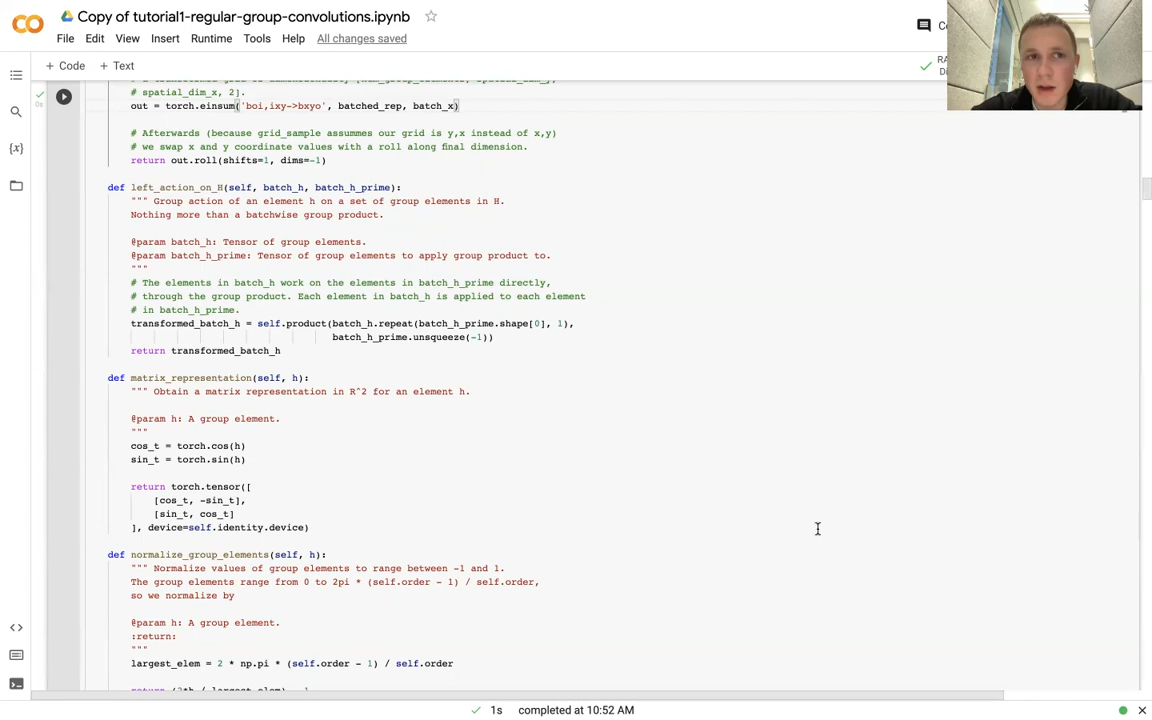 Copy of tutorial1-regular-group-convolutions.ipynb
File Edit View Insert Runtime Tools Help All changes saved
+ Code + Text
# spatial_dim_x, 2].
out = torch.einsum('boi,ixy->bxyo', batched_rep, batch_x)
# Afterwards (because grid_sample assummes our grid is y,x instead of x,y)
# we swap x and y coordinate values with a roll along final dimension.
return out.roll(shifts=1, dims=-1)
def left_action_on_H(self, batch_h, batch_h_prime):
""" Group action of an element h on a set of group elements in H.
Nothing more than a batchwise group product.
@param batch_h: Tensor of group elements.
@param batch_h_prime: Tensor of group elements to apply group product to.
"""
# The elements in batch_h work on the elements in batch_h_prime directly,
# through the group product. Each element in batch_h is applied to each element
# in batch_h_prime.
transformed_batch_h = self.product(batch_h.repeat(batch_h_prime.shape[0], 1),
batch_h_prime.unsqueeze(-1))
return transformed_batch_h
def matrix_representation(self, h):
""" Obtain a matrix representation in R^2 for an element h.
@param h: A group element.
"""
cos_t = torch.cos(h)
sin_t = torch.sin(h)
return torch.tensor([
[cos_t, -sin_t],
[sin_t, cos_t]
], device=self.identity.device)
def normalize_group_elements(self, h):
""" Normalize values of group elements to range between -1 and 1.
The group elements range from 0 to 2pi * (self.order - 1) / self.order,
so we normalize by
@param h: A group element.
:return:
"""
largest_elem = 2 * np.pi * (self.order - 1) / self.order
1s completed at 10:52 AM